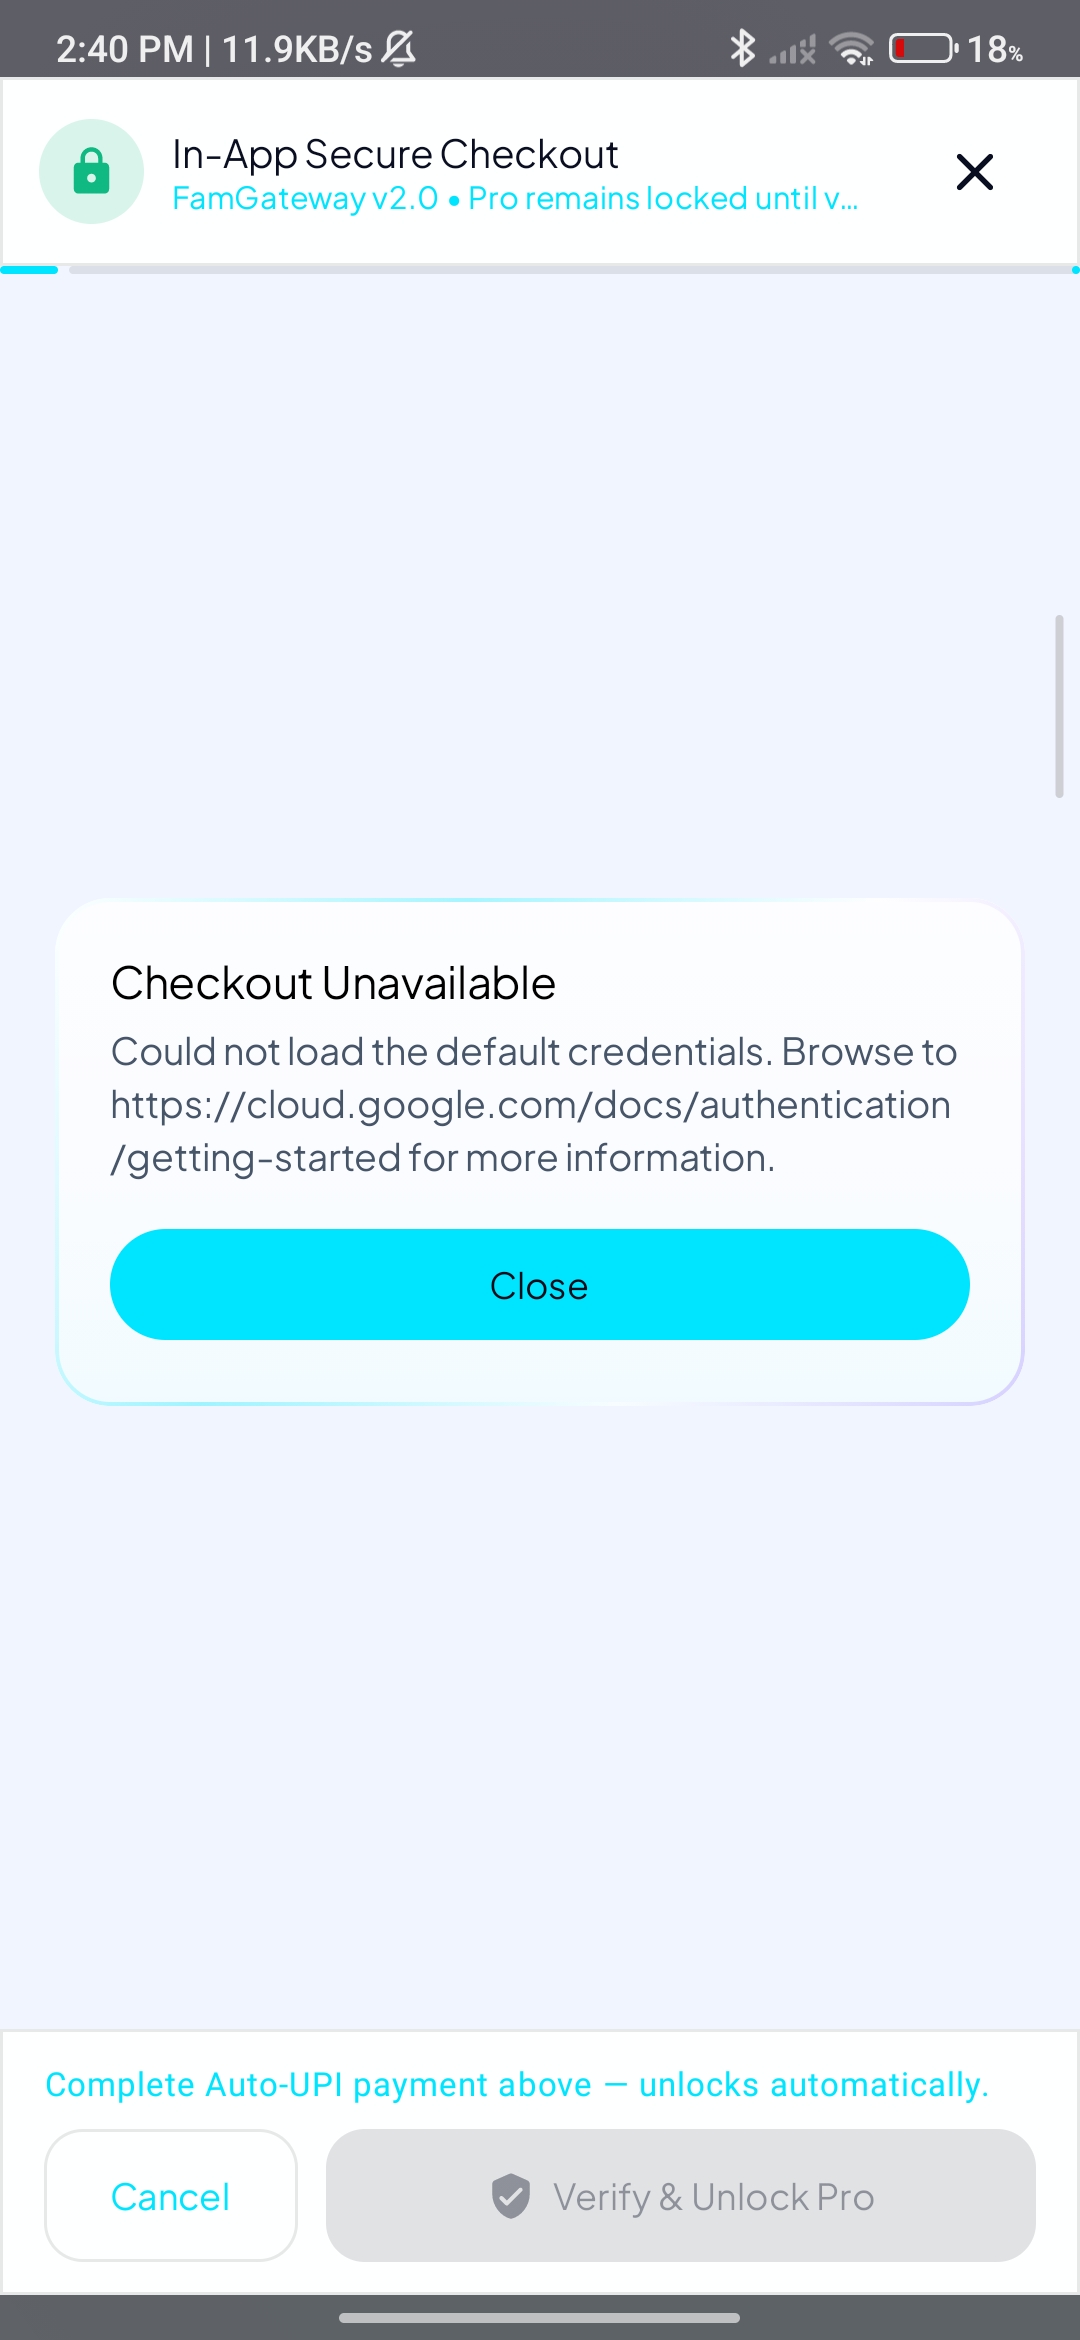 2:40 PM | 11.9KB/s
18%
In-App Secure Checkout
FamGateway v2.0 • Pro remains locked until v...
Checkout Unavailable
Could not load the default credentials. Browse to
https://cloud.google.com/docs/authentication
/getting-started for more information.
Close
Complete Auto-UPI payment above — unlocks automatically.
Cancel
Verify & Unlock Pro